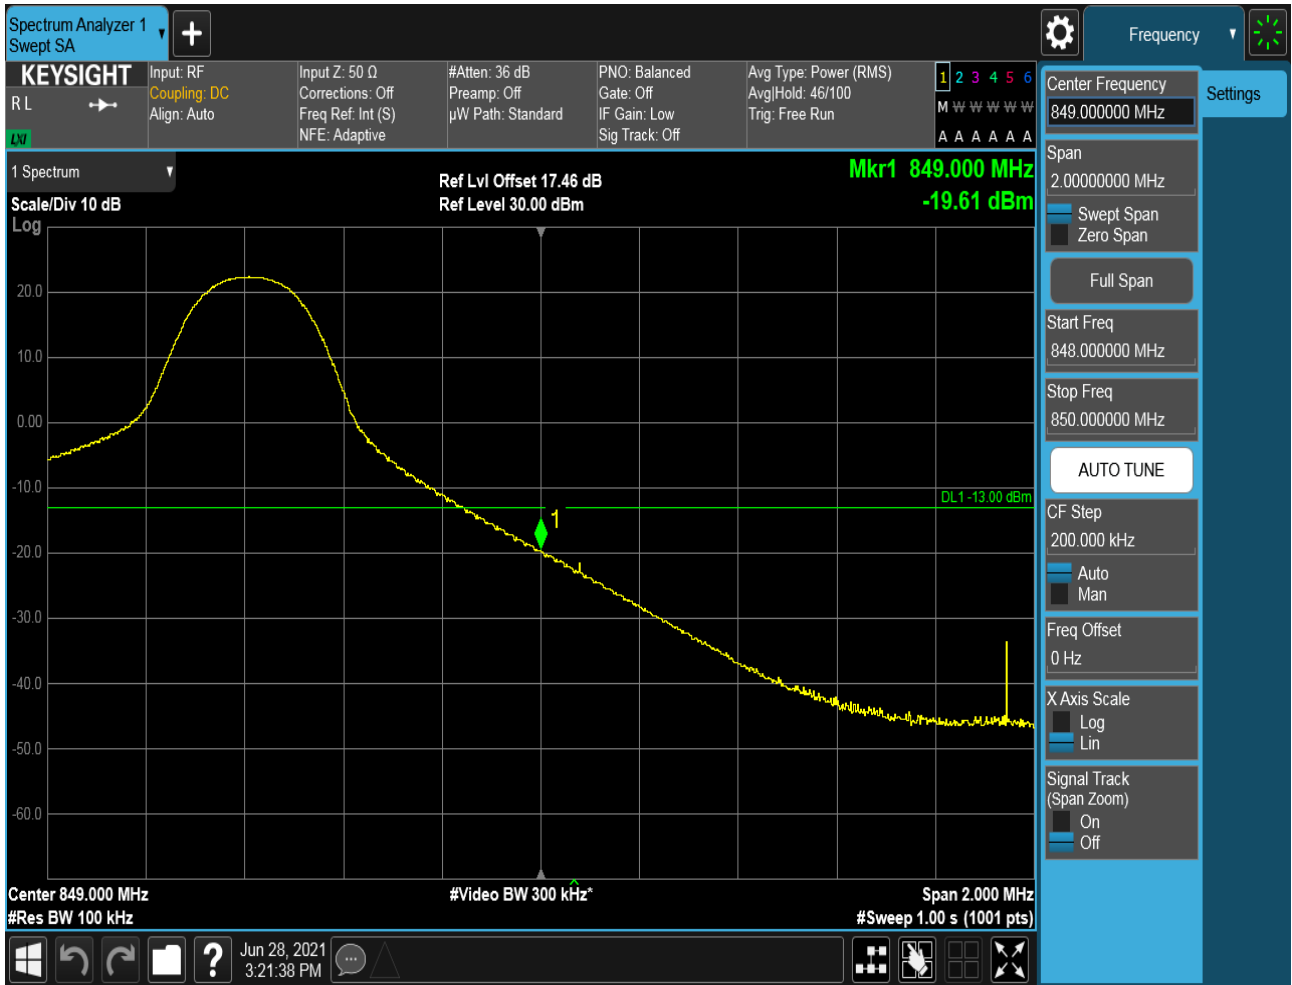 Spectrum Analyzer 1
Swept SA
Frequency
KEYSIGHT
R L
LXI
Input: RF
Coupling: DC
Align: Auto
Input Z: 50 Ω
Corrections: Off
Freq Ref: Int (S)
NFE: Adaptive
#Atten: 36 dB
Preamp: Off
µW Path: Standard
PNO: Balanced
Gate: Off
IF Gain: Low
Sig Track: Off
Avg Type: Power (RMS)
Avg|Hold: 46/100
Trig: Free Run
1 2 3 4 5 6
M W W W W W
A A A A A A
1 Spectrum
Scale/Div 10 dB
Log
Ref Lvl Offset 17.46 dB
Ref Level 30.00 dBm
Mkr1 849.000 MHz
-19.61 dBm
20.0
10.0
0.00
-10.0
-20.0
-30.0
-40.0
-50.0
-60.0
DL1 -13.00 dBm
1
Center 849.000 MHz
#Video BW 300 kHz*
Span 2.000 MHz
#Res BW 100 kHz
#Sweep 1.00 s (1001 pts)
Jun 28, 2021
3:21:38 PM
Center Frequency
849.000000 MHz
Settings
Span
2.00000000 MHz
Swept Span
Zero Span
Full Span
Start Freq
848.000000 MHz
Stop Freq
850.000000 MHz
AUTO TUNE
CF Step
200.000 kHz
Auto
Man
Freq Offset
0 Hz
X Axis Scale
Log
Lin
Signal Track
(Span Zoom)
On
Off